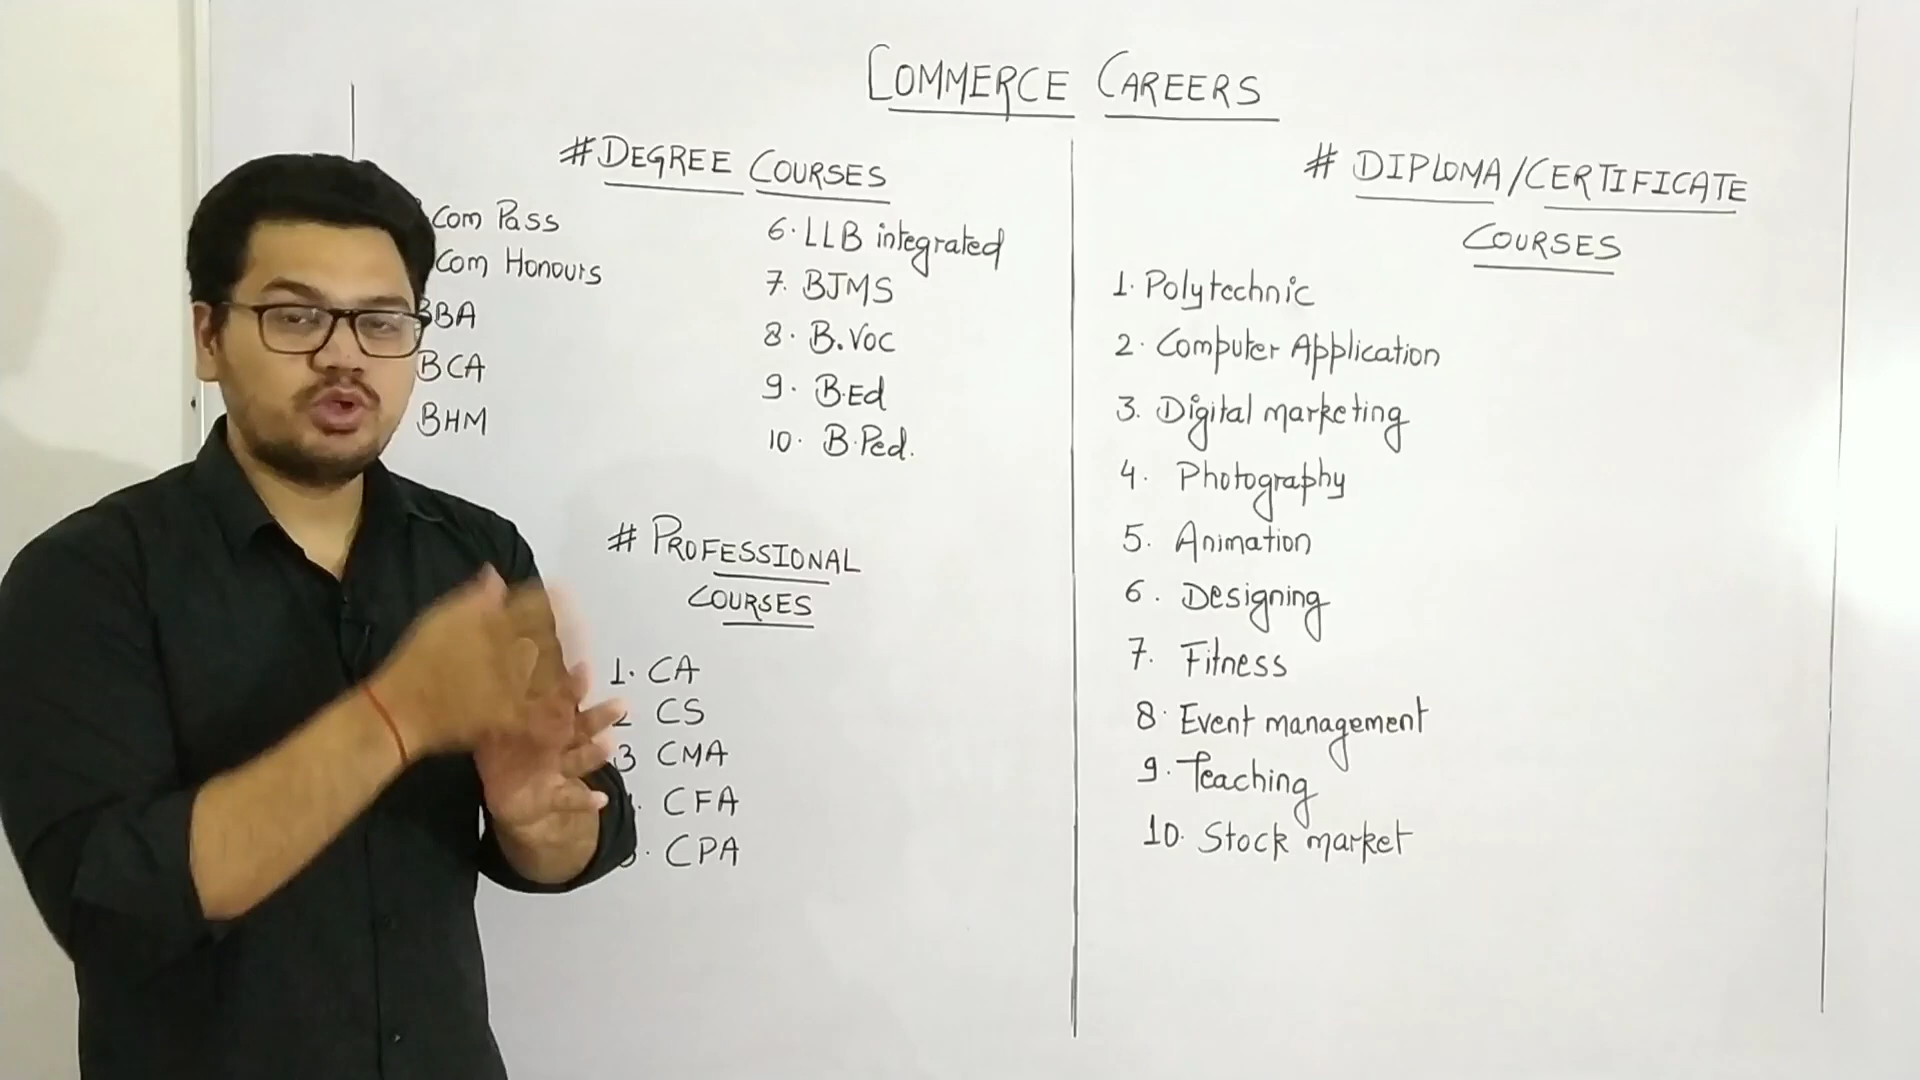 COMMERCE CAREERS
# DEGREE COURSES
Com Pass
Com Honours
BBA
BCA
BHM
6. LLB integrated
7. BJMS
8. B.Voc
9. B.Ed
10. B.Ped.
# PROFESSIONAL
COURSES
1. CA
2 CS
3 CMA
. CFA
. CPA
# DIPLOMA/CERTIFICATE
COURSES
1. Polytechnic
2. Computer Application
3. Digital marketing
4. Photography
5. Animation
6. Designing
7. Fitness
8. Event management
9. Teaching
10. Stock market